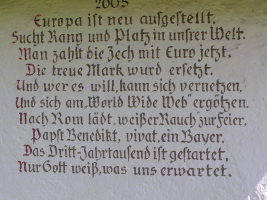 2005
Europa ist neu ausgestellt.
Sucht Rang und Platz in unsrer Welt.
Man zahlt die Zech mit Euro jetzt.
Die treue Mark wurd ersetzt.
Und wer es will, kann sich vernetzen,
Und sich am „World Wide Web" ergötzen.
Nach Rom lädt, weißer Rauch zur Feier.
Papst Benedikt, vivat, ein Bayer.
Das Dritt-Jahrtausend ist gestartet,
Nur Gott weiß, was uns erwartet.